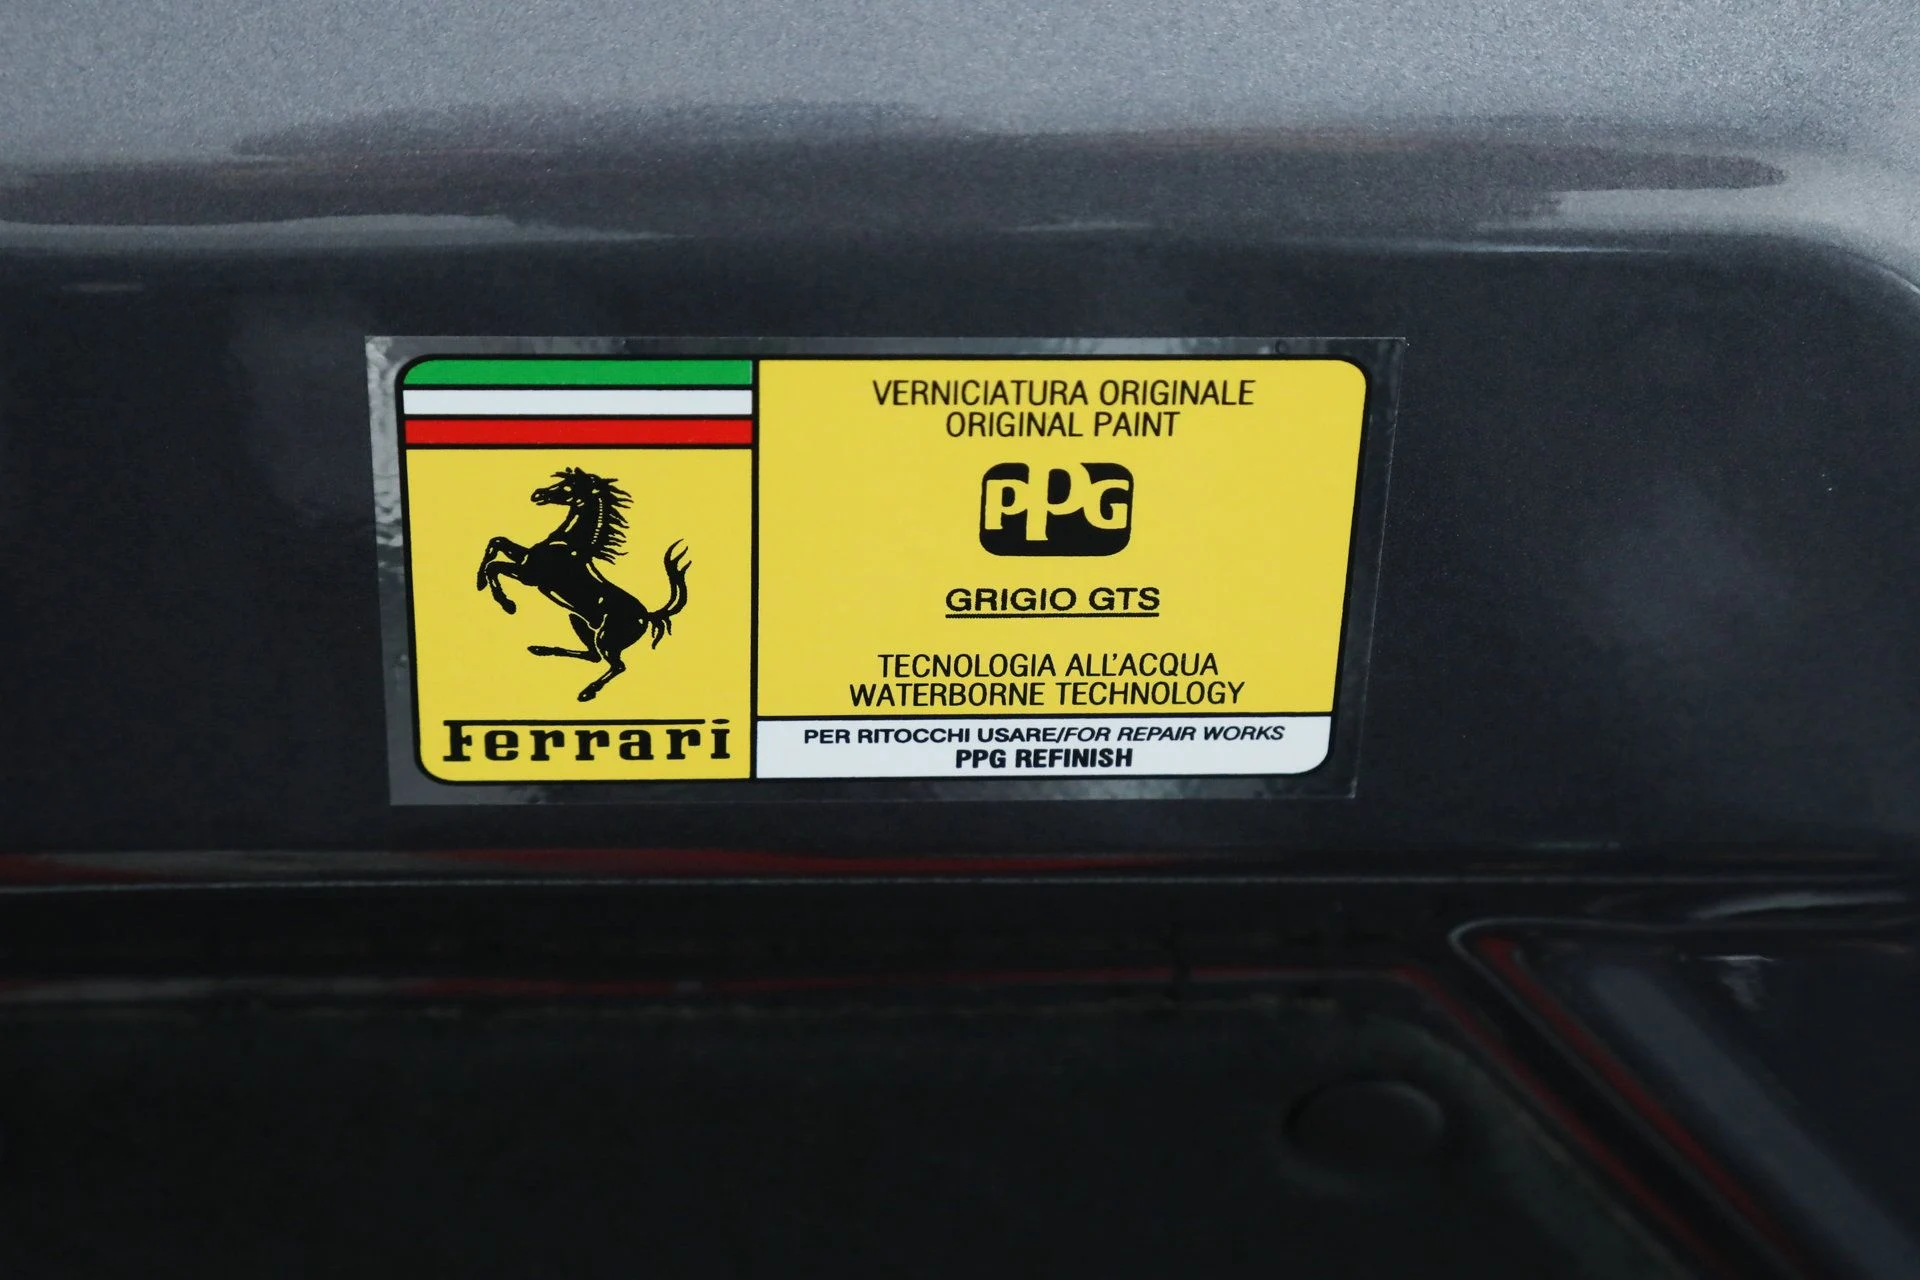 Ferrari
VERNICIATURA ORIGINALE
ORIGINAL PAINT
PPG
GRIGIO GTS
TECNOLOGIA ALL'ACQUA
WATERBORNE TECHNOLOGY
PER RITOCCHI USARE/FOR REPAIR WORKS
PPG REFINISH